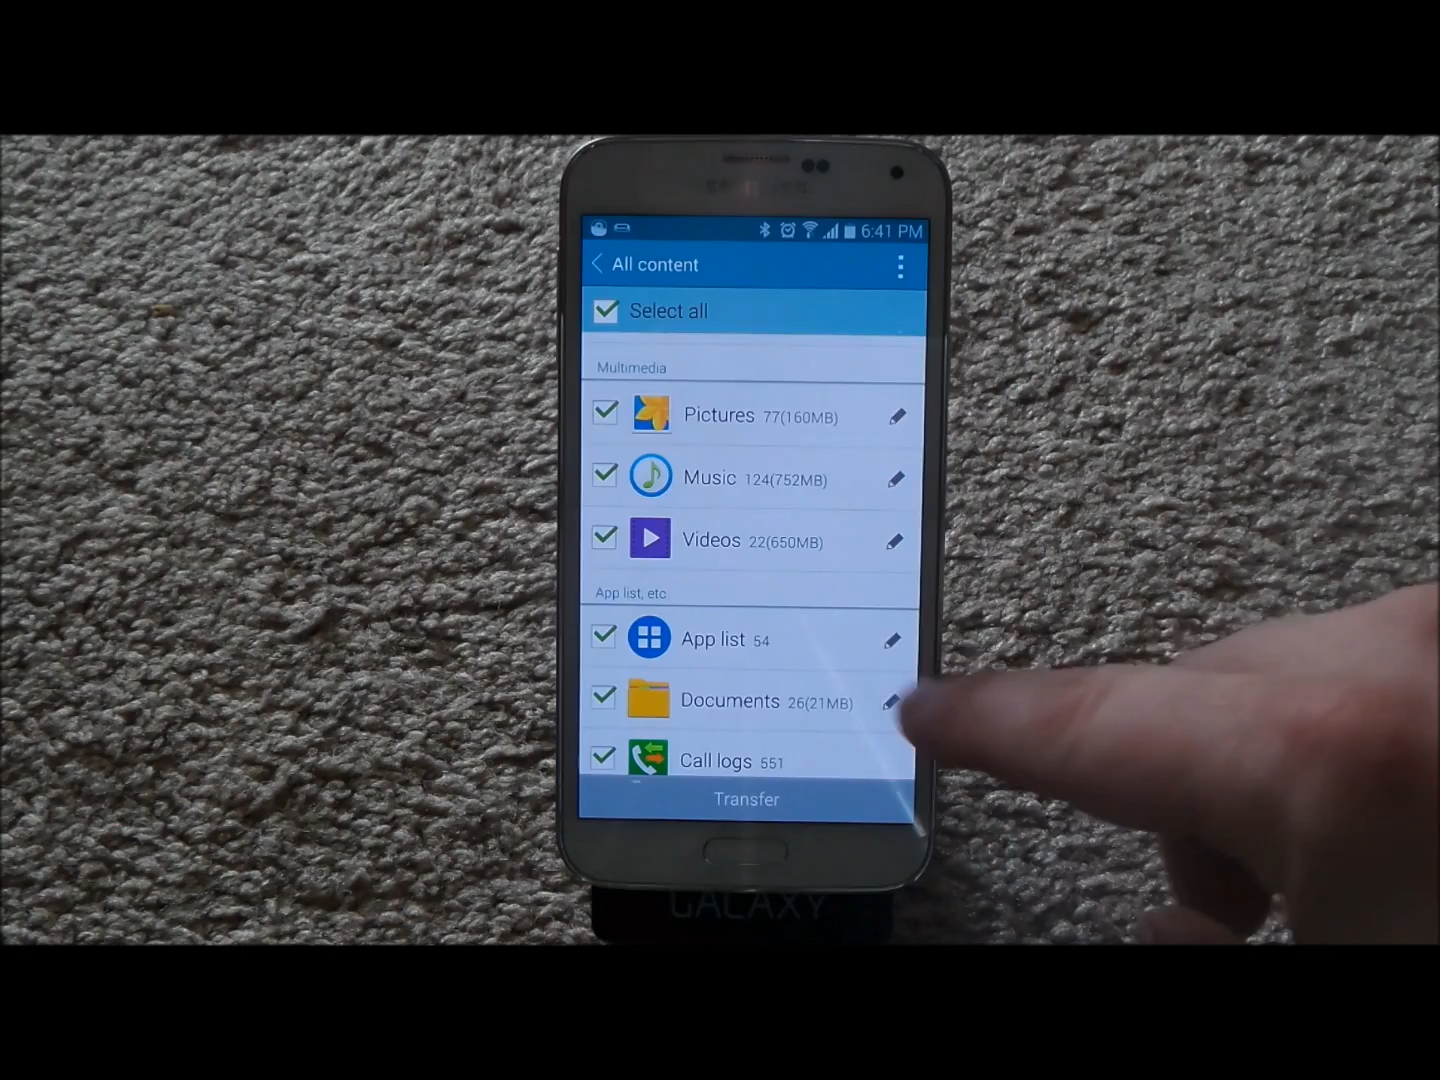 SAMSUNG
6:41 PM
All content
Select all
Multimedia
Pictures 77(160MB)
Music 124(752MB)
Videos 22(650MB)
App list, etc
App list 54
Documents 26(21MB)
Call logs 551
Transfer
GALAXY